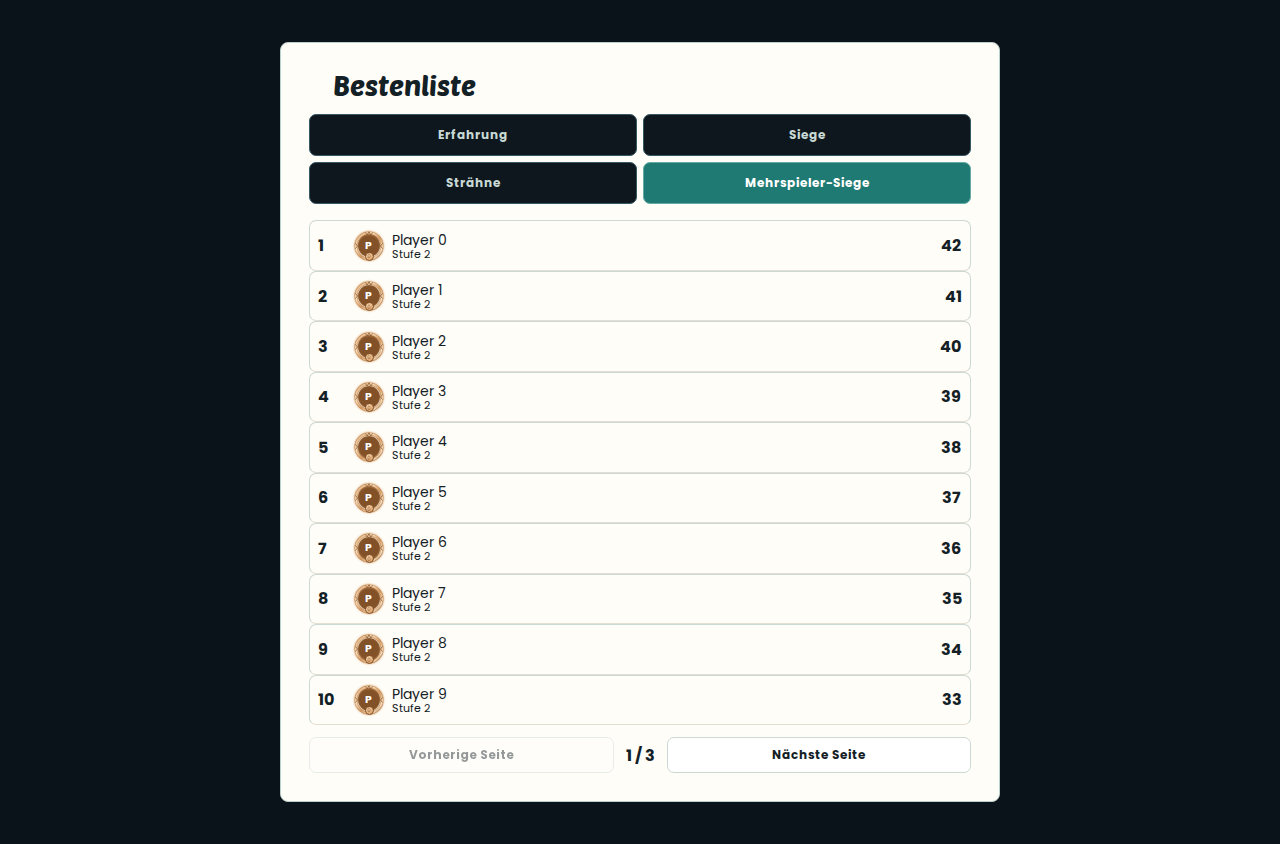 Bestenliste
Erfahrung
Siege
Strähne
Mehrspieler-Siege
1 P Player 0 42
Stufe 2
2 P Player 1 41
Stufe 2
3 P Player 2 40
Stufe 2
4 P Player 3 39
Stufe 2
5 P Player 4 38
Stufe 2
6 P Player 5 37
Stufe 2
7 P Player 6 36
Stufe 2
8 P Player 7 35
Stufe 2
9 P Player 8 34
Stufe 2
10 P Player 9 33
Stufe 2
Vorherige Seite 1 / 3 Nächste Seite